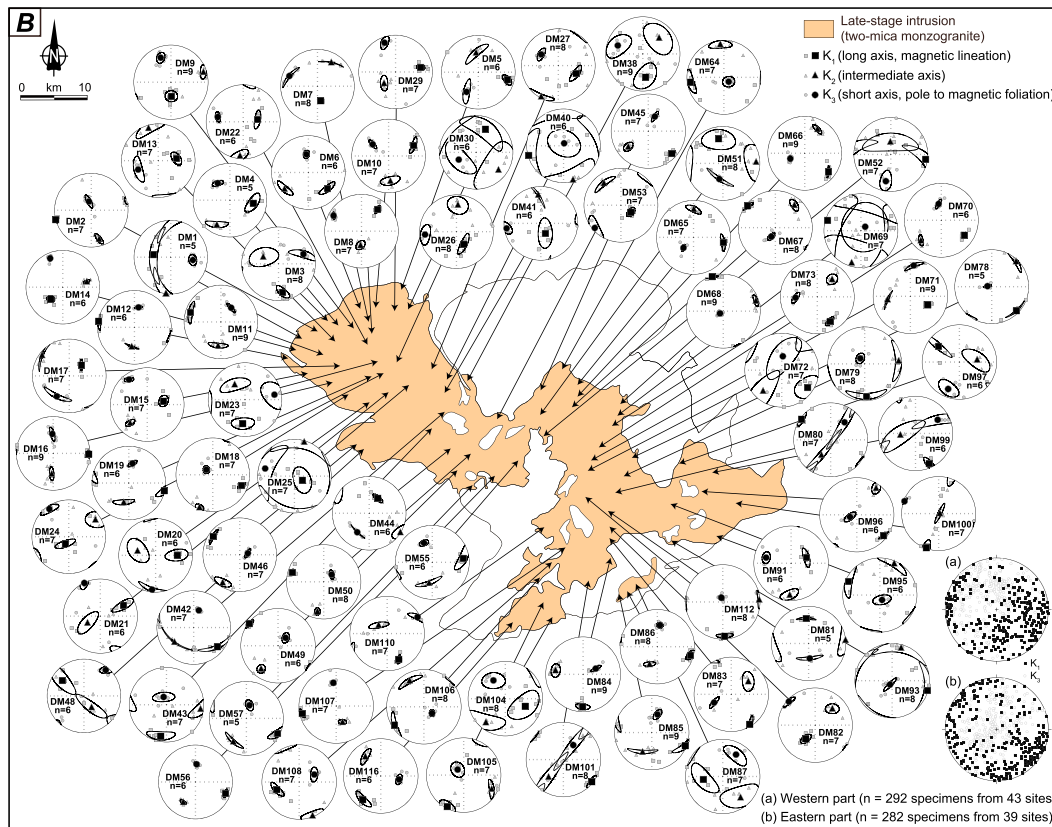 B
N
0 km 10
Late-stage intrusion
(two-mica monzogranite)
K1 (long axis, magnetic lineation)
K2 (intermediate axis)
K3 (short axis, pole to magnetic foliation)
DM9
n=9
DM7
n=8
DM29
n=7
DM5
n=6
DM27
n=8
DM38
n=9
DM64
n=7
DM22
n=6
DM13
n=7
DM6
n=6
DM10
n=7
DM30
n=6
DM40
n=6
DM45
n=7
DM51
n=8
DM66
n=9
DM52
n=7
DM4
n=5
DM2
n=7
DM1
n=5
DM3
n=8
DM8
n=7
DM26
n=8
DM41
n=6
DM53
n=7
DM65
n=7
DM67
n=8
DM69
n=7
DM70
n=6
DM14
n=6
DM12
n=6
DM11
n=9
DM68
n=9
DM73
n=8
DM71
n=9
DM78
n=5
DM17
n=7
DM15
n=7
DM23
n=7
DM72
n=7
DM79
n=8
DM97
n=6
DM16
n=9
DM19
n=6
DM18
n=7
DM25
n=7
DM80
n=7
DM99
n=6
DM24
n=7
DM20
n=6
DM46
n=7
DM44
n=6
DM55
n=6
DM96
n=6
DM100
n=7
DM21
n=6
DM42
n=7
DM50
n=8
DM91
n=6
DM95
n=6
(a)
DM49
n=6
DM110
n=7
DM86
n=8
DM112
n=8
DM81
n=5
K1
K3
DM48
n=6
DM43
n=7
DM57
n=5
DM107
n=7
DM106
n=8
DM104
n=8
DM84
n=9
DM83
n=7
DM93
n=8
(b)
DM85
n=9
DM82
n=7
DM56
n=6
DM108
n=7
DM116
n=6
DM105
n=7
DM101
n=8
DM87
n=7
(a) Western part (n = 292 specimens from 43 sites)
(b) Eastern part (n = 282 specimens from 39 sites)